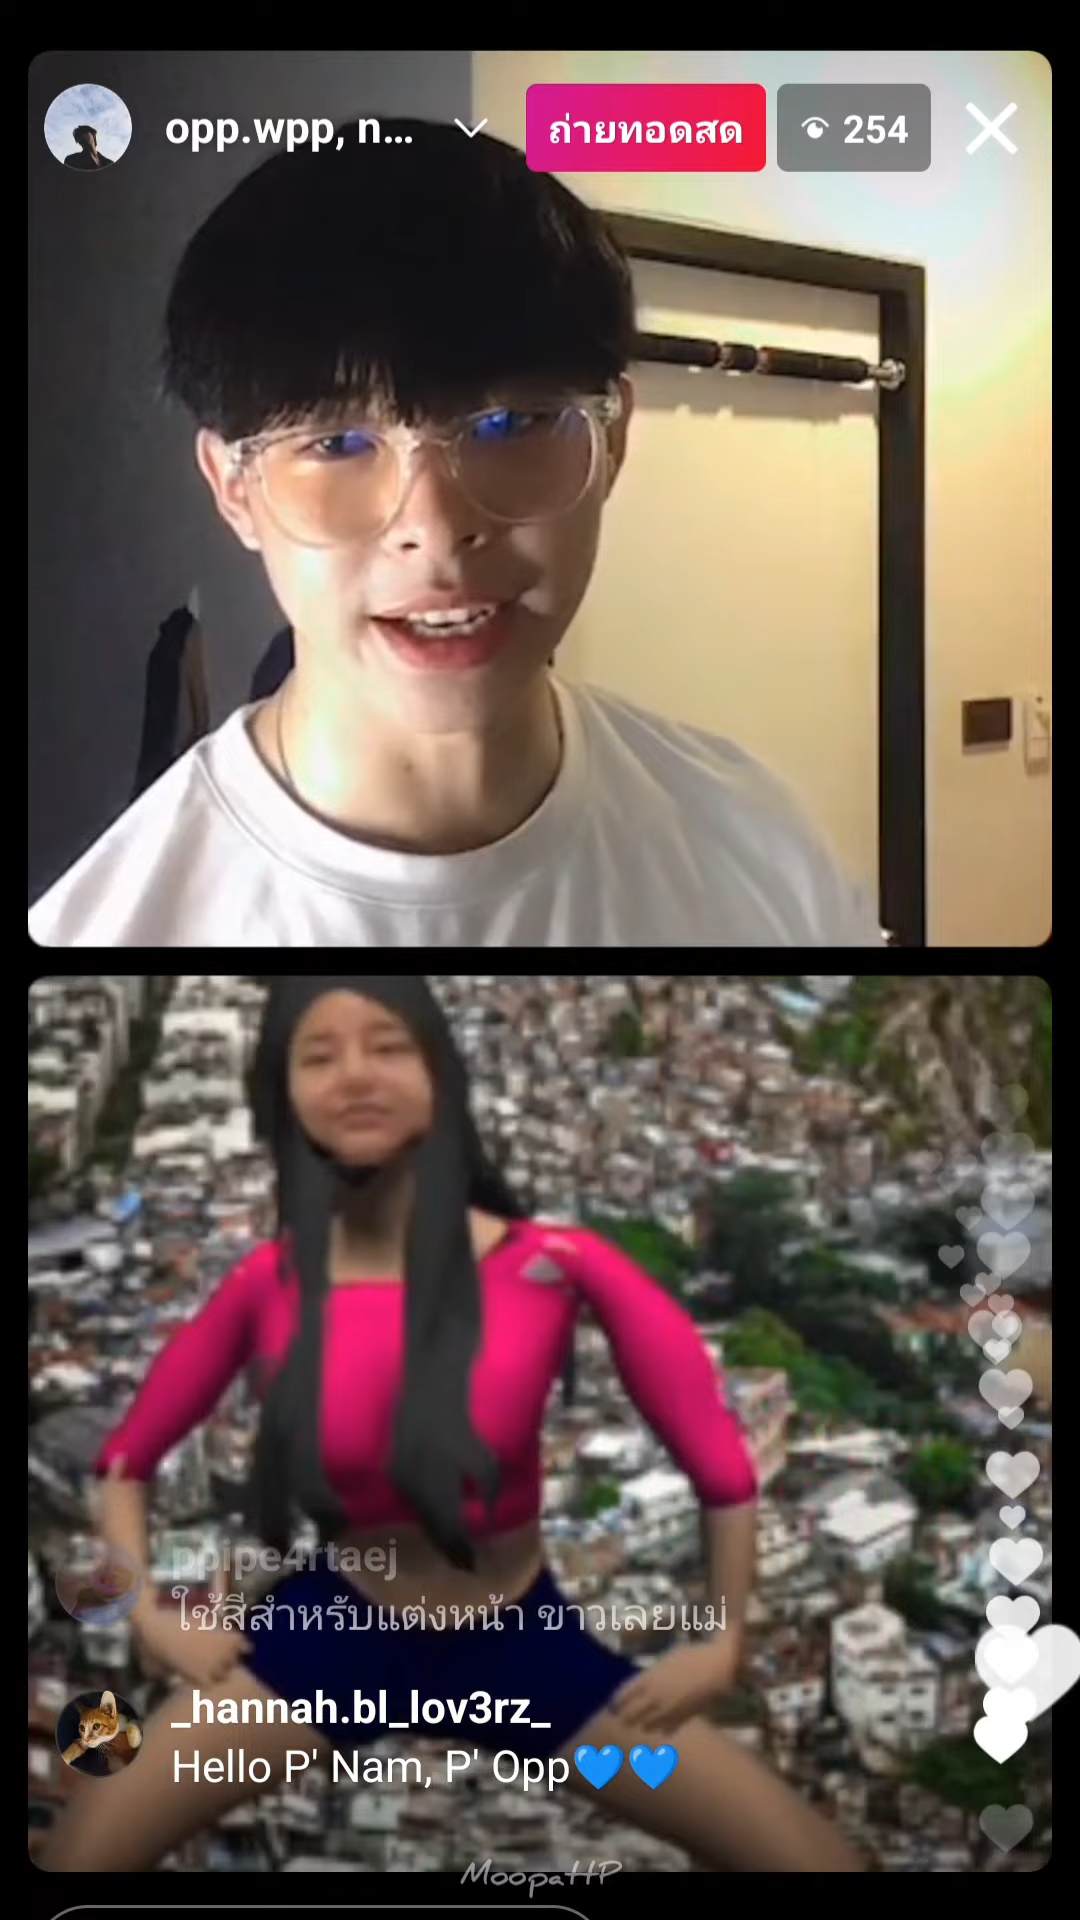 opp.wpp, n...
ถ่ายทอดสด
254
ppipe4rtaej
ใช้สีสำหรับแต่งหน้า ขาวเลยแม่
_hannah.bl_lov3rz_
Hello P' Nam, P' Opp💙💙
MoopaHP